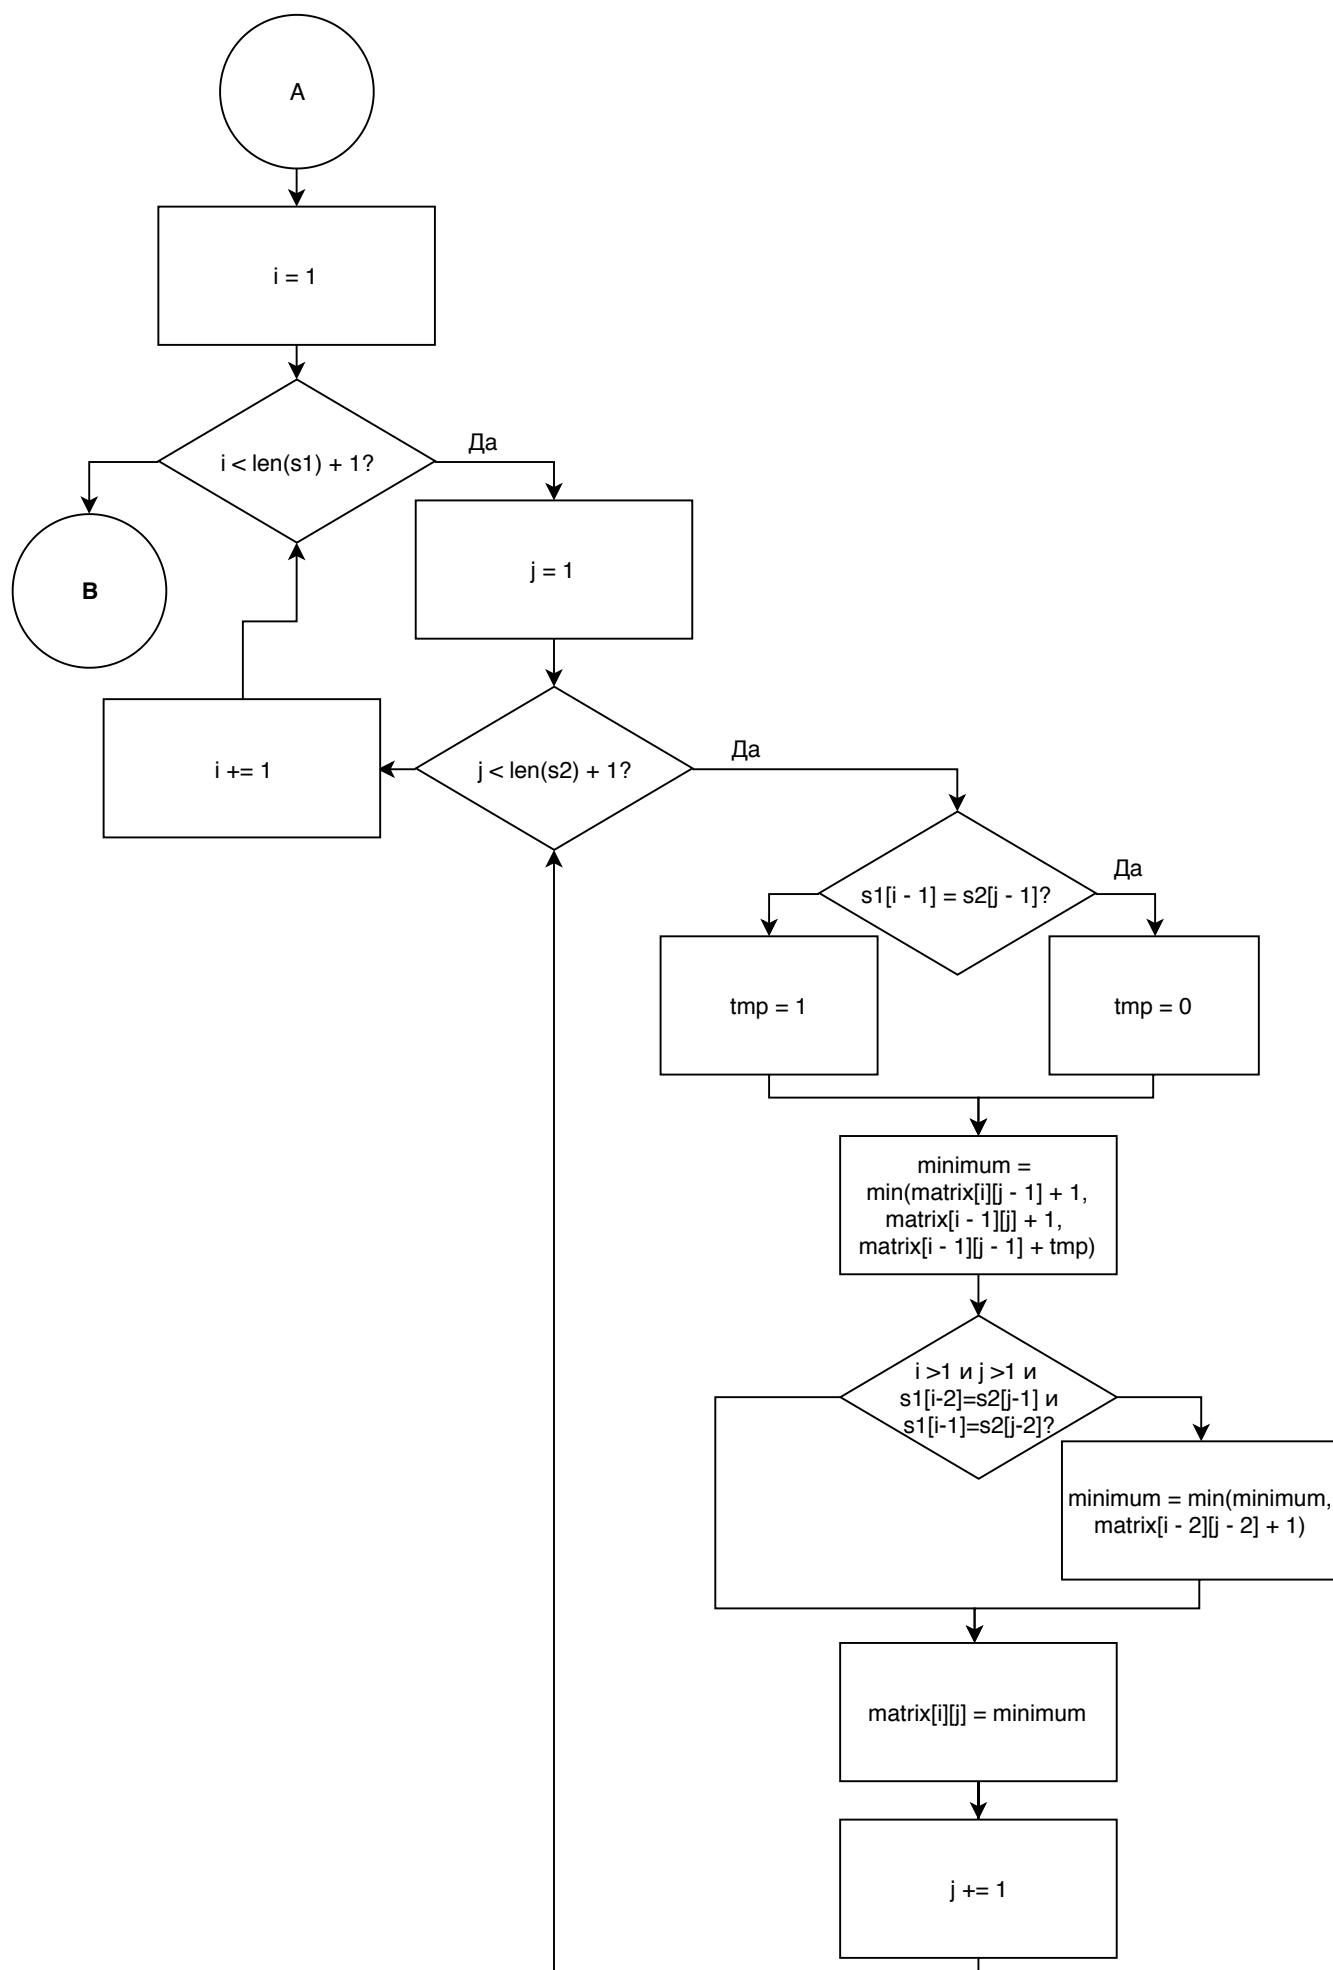 A
i = 1
i < len(s1) + 1?
Да
B
j = 1
i += 1
j < len(s2) + 1?
Да
s1[i - 1] = s2[j - 1]?
Да
tmp = 1
tmp = 0
minimum =
min(matrix[i][j - 1] + 1,
matrix[i - 1][j] + 1,
matrix[i - 1][j - 1] + tmp)
i >1 и j >1 и
s1[i-2]=s2[j-1] и
s1[i-1]=s2[j-2]?
minimum = min(minimum,
matrix[i - 2][j - 2] + 1)
matrix[i][j] = minimum
j += 1